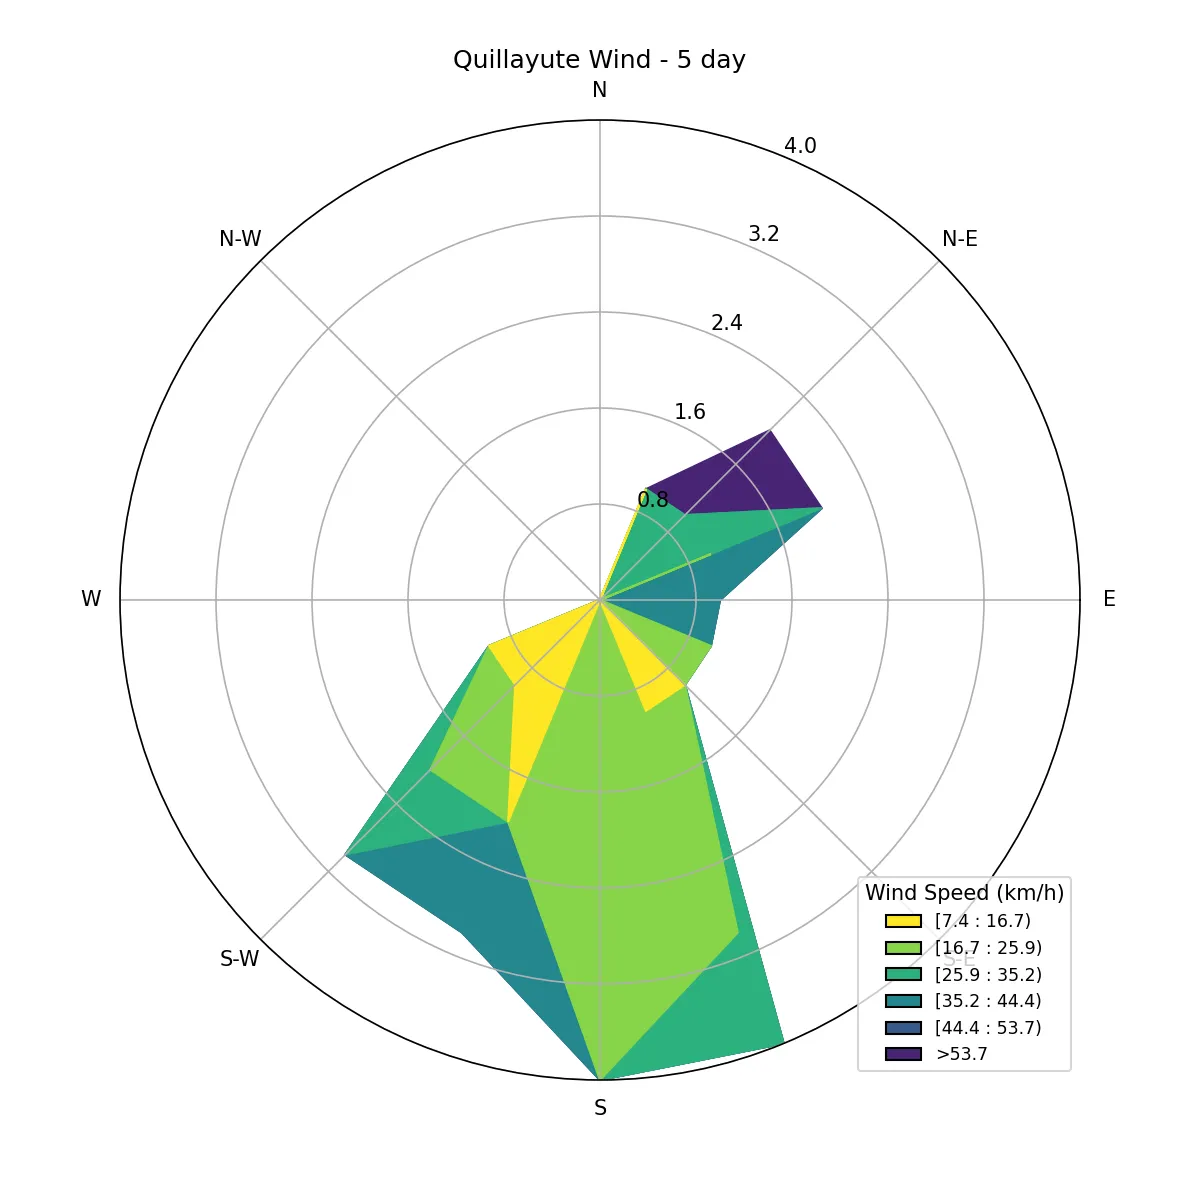 Quillayute Wind - 5 day
N
4.0
N-W
3.2
N-E
2.4
1.6
0.8
W
E
Wind Speed (km/h)
[7.4 : 16.7)
[16.7 : 25.9)
S-W
S-E
[25.9 : 35.2)
[35.2 : 44.4)
[44.4 : 53.7)
>53.7
S